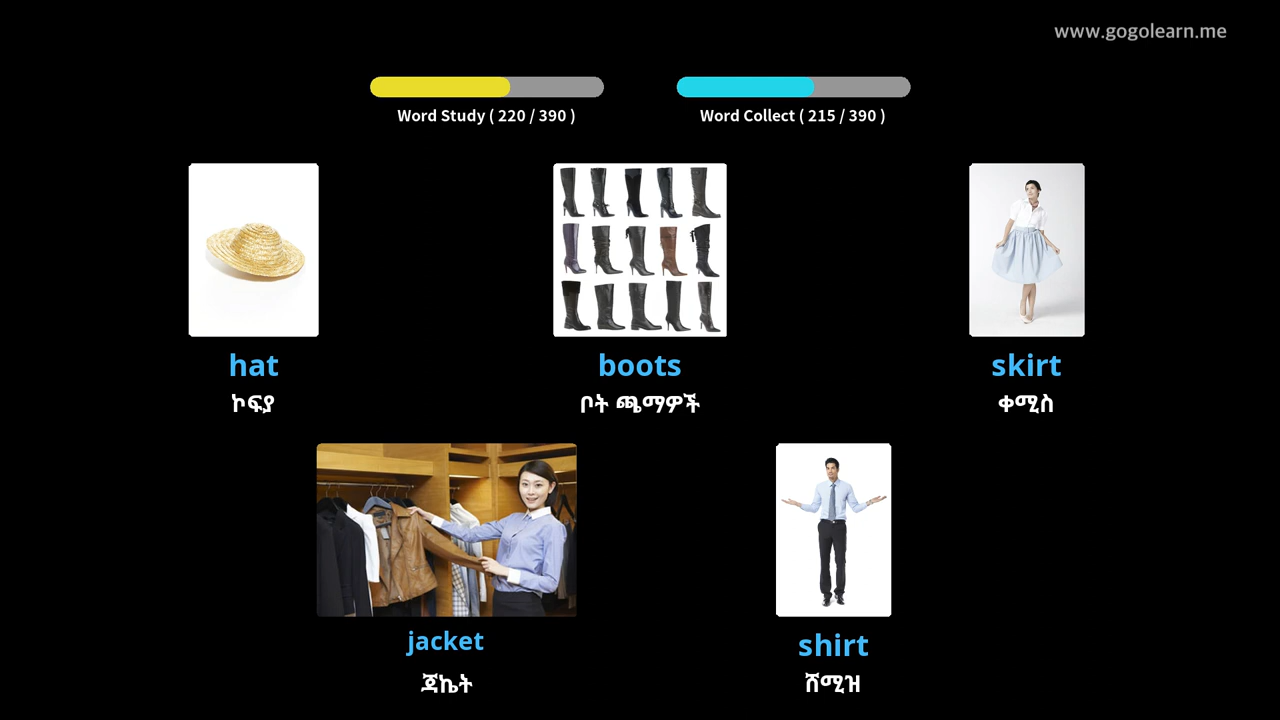 www.gogolearn.me
Word Study ( 220 / 390 )
Word Collect ( 215 / 390 )
hat
ኮፍያ
boots
ቦት ጫማዎች
skirt
ቀሚስ
jacket
ጃኬት
shirt
ሸሚዝ